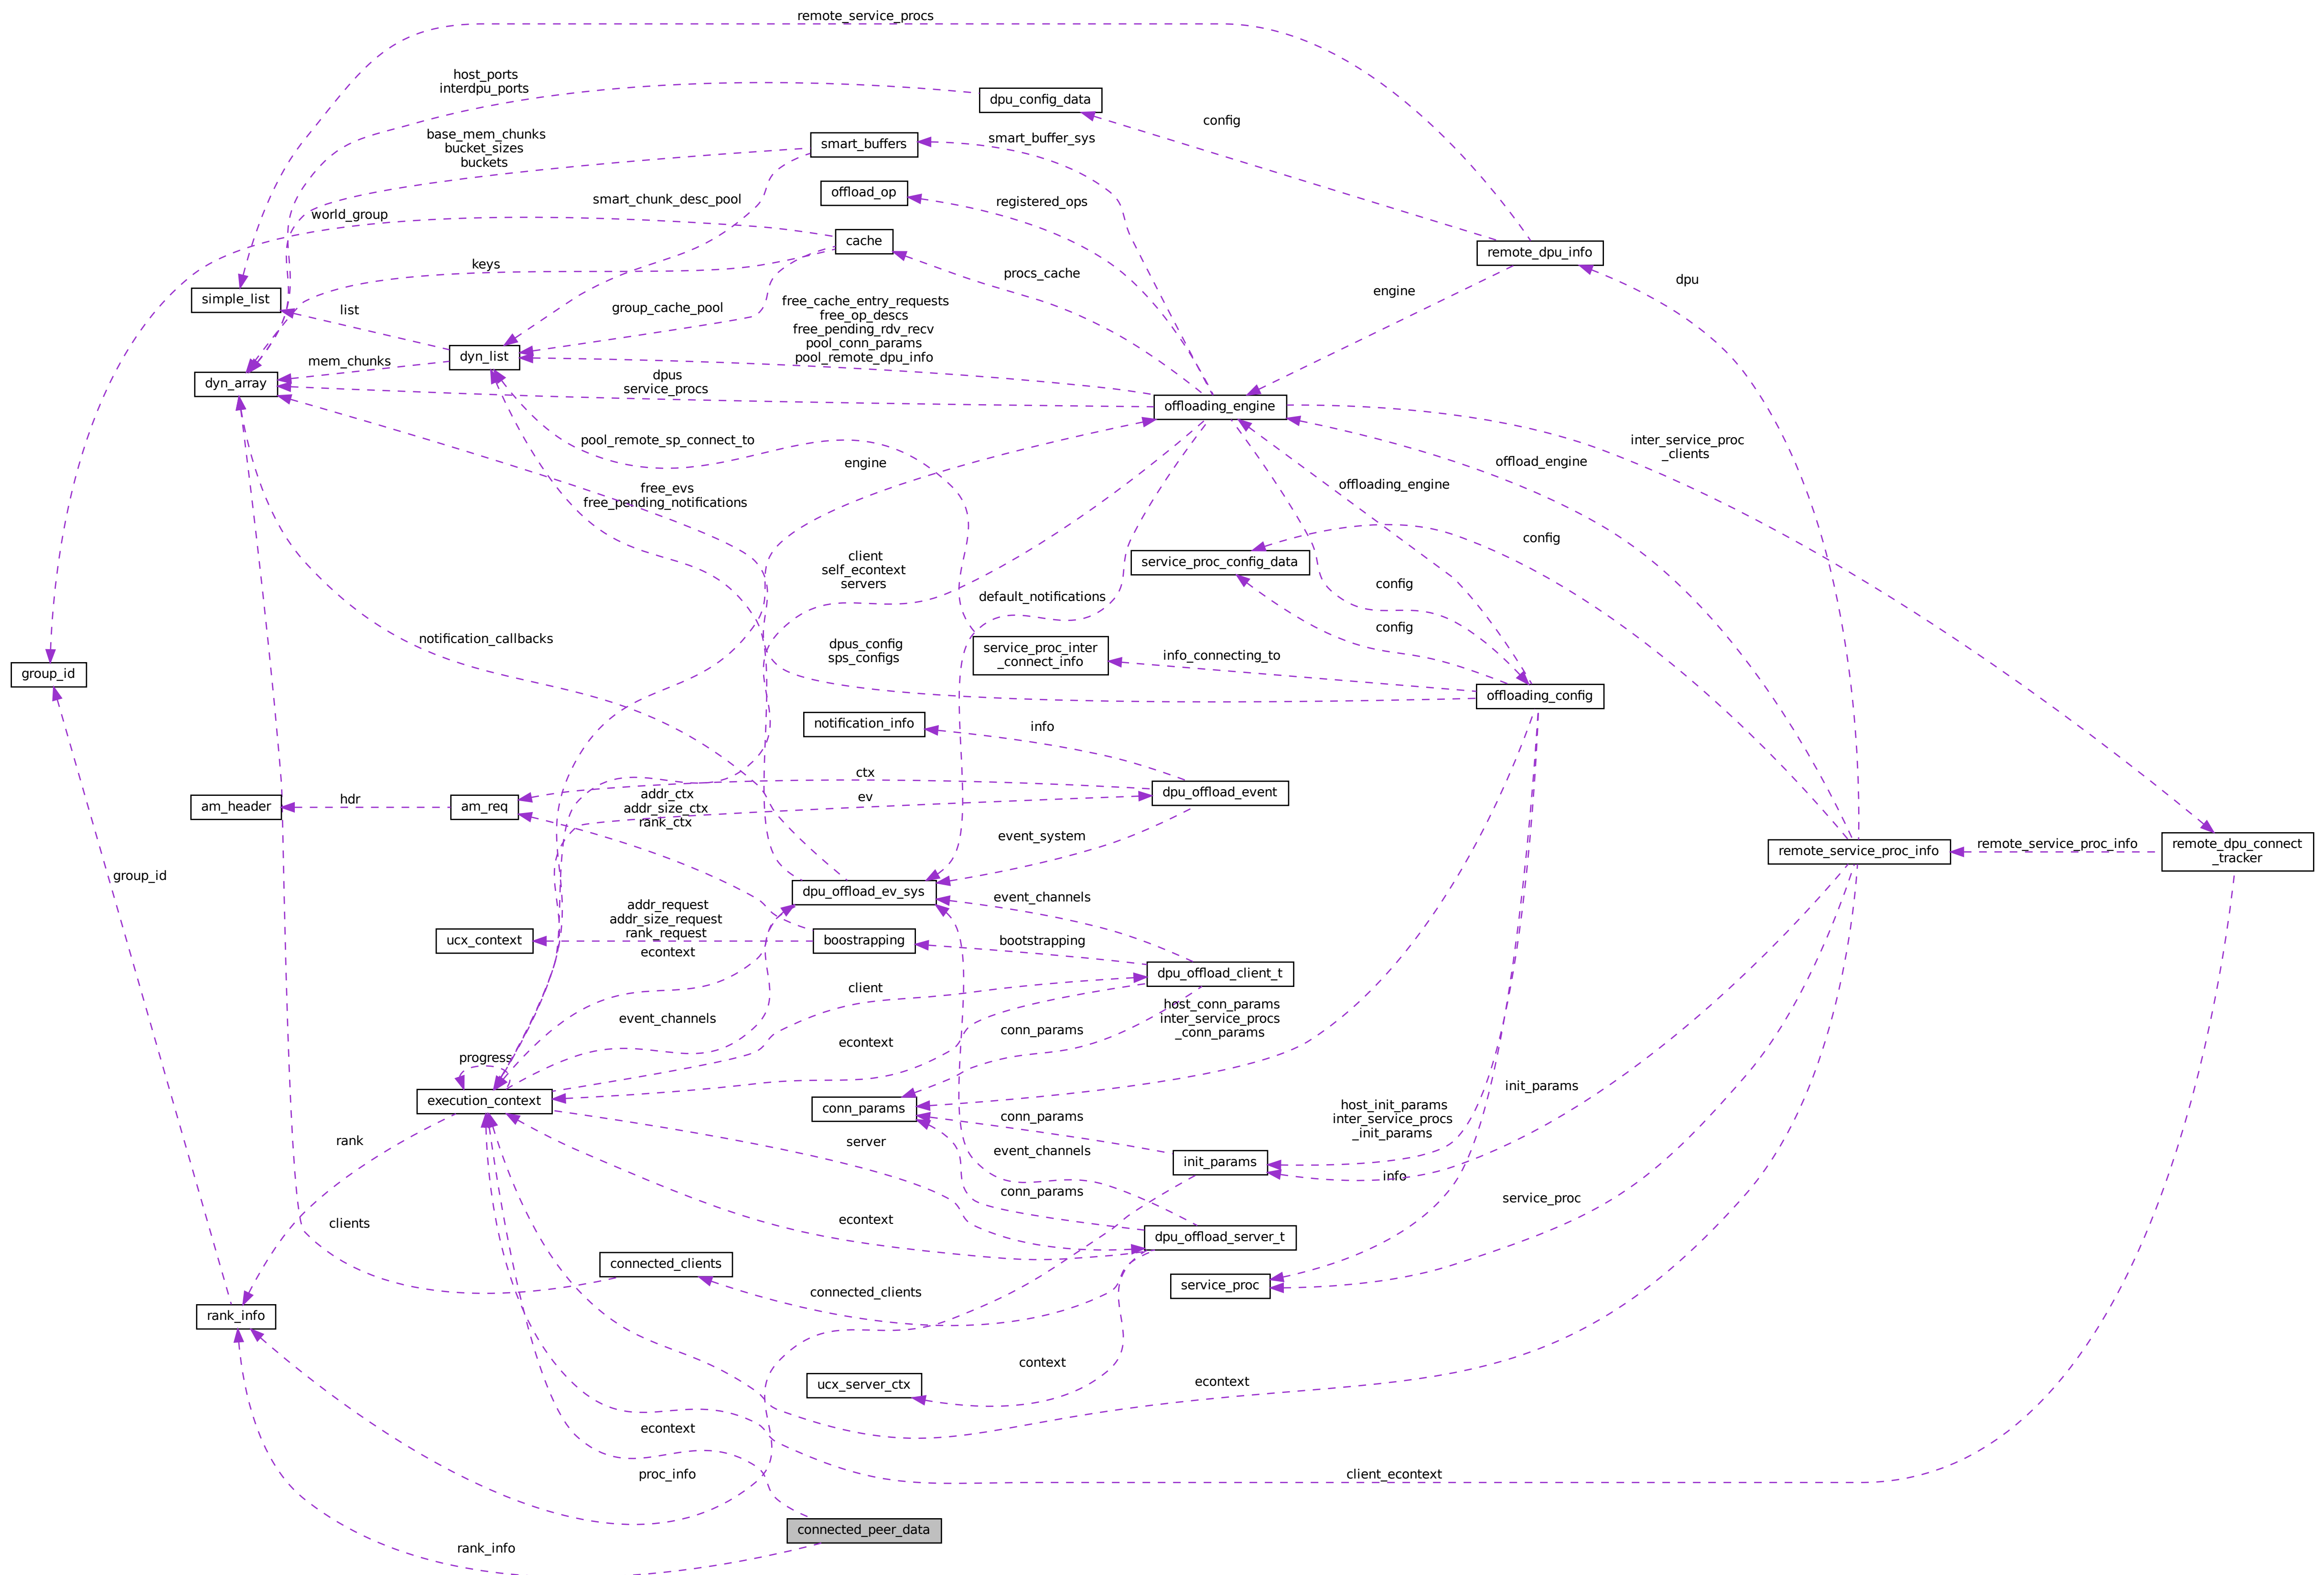 remote_service_procs
host_ports
interdpu_ports
dpu_config_data
config
base_mem_chunks
bucket_sizes
buckets
smart_buffers
smart_buffer_sys
offload_op
registered_ops
smart_chunk_desc_pool
world_group
cache
remote_dpu_info
keys
procs_cache
dpu
simple_list
list
group_cache_pool
free_cache_entry_requests
free_op_descs
free_pending_rdv_recv
pool_conn_params
pool_remote_dpu_info
engine
dyn_list
mem_chunks
dyn_array
dpus
service_procs
offloading_engine
pool_remote_sp_connect_to
engine
inter_service_proc
_clients
offload_engine
offloading_engine
free_evs
free_pending_notifications
client
self_econtext
servers
service_proc_config_data
config
config
default_notifications
config
notification_callbacks
dpus_config
sps_configs
service_proc_inter
_connect_info
info_connecting_to
group_id
offloading_config
notification_info
info
ctx
dpu_offload_event
am_header
hdr
am_req
addr_ctx
addr_size_ctx
rank_ctx
ev
event_system
remote_service_proc_info
remote_service_proc_info
remote_dpu_connect
_tracker
group_id
dpu_offload_ev_sys
event_channels
addr_request
addr_size_request
rank_request
ucx_context
boostrapping
bootstrapping
econtext
dpu_offload_client_t
client
host_conn_params
inter_service_procs
_conn_params
event_channels
conn_params
econtext
progress
execution_context
conn_params
init_params
host_init_params
inter_service_procs
_init_params
conn_params
rank
server
event_channels
init_params
info
conn_params
service_proc
clients
econtext
dpu_offload_server_t
connected_clients
service_proc
connected_clients
rank_info
context
ucx_server_ctx
econtext
econtext
proc_info
client_econtext
connected_peer_data
rank_info